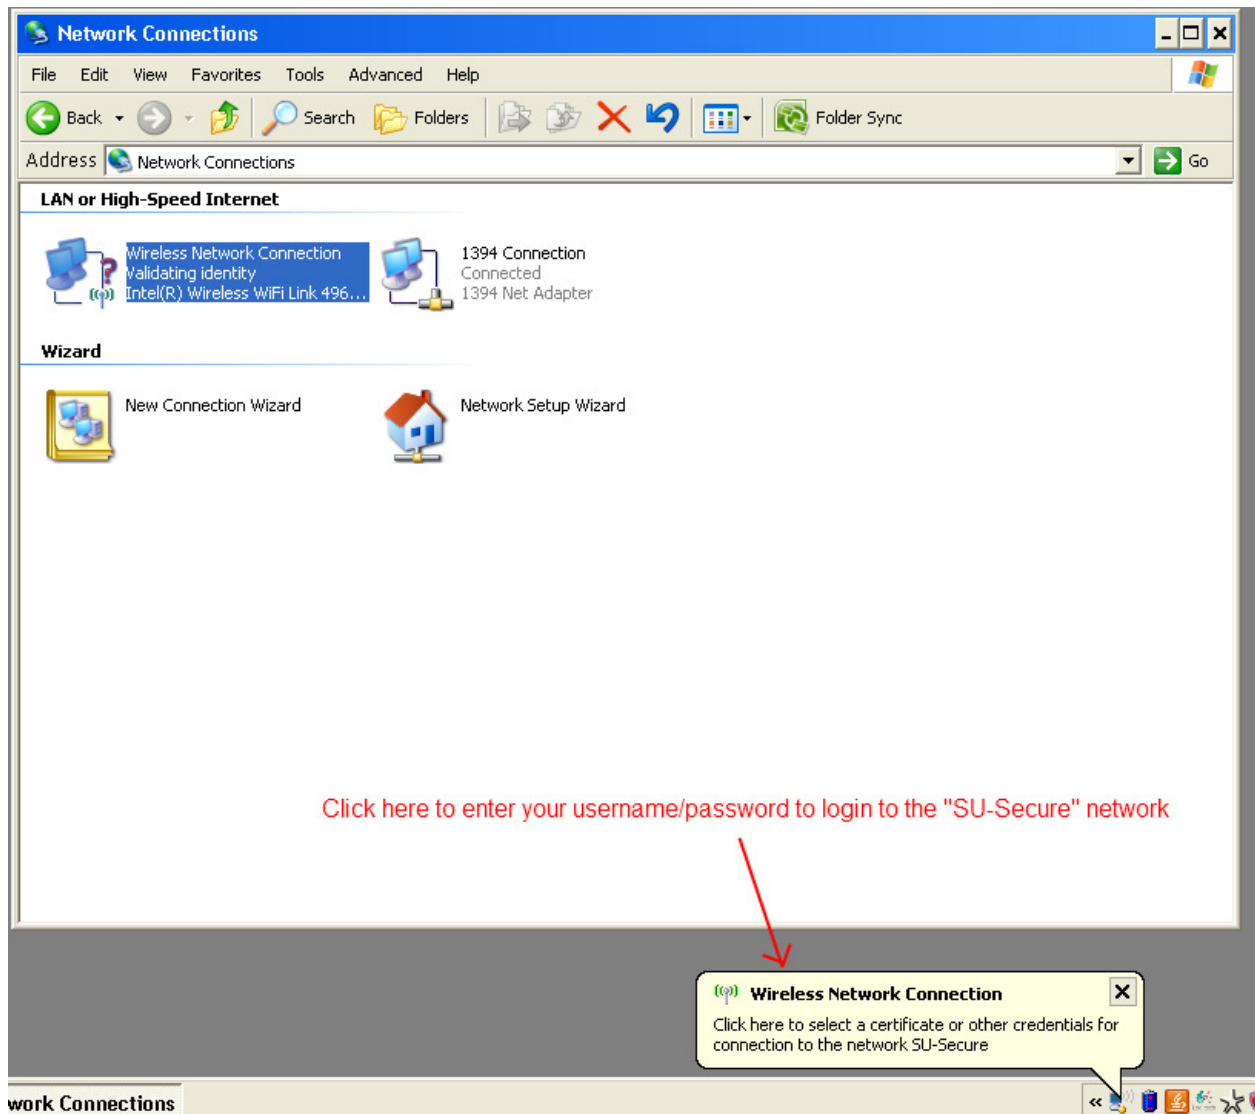 Network Connections
File Edit View Favorites Tools Advanced Help
Back Search Folders Folder Sync
Address Network Connections Go
LAN or High-Speed Internet
Wireless Network Connection
Validating identity
Intel(R) Wireless WiFi Link 496...
1394 Connection
Connected
1394 Net Adapter
Wizard
New Connection Wizard
Network Setup Wizard
Click here to enter your username/password to login to the "SU-Secure" network
Wireless Network Connection
Click here to select a certificate or other credentials for
connection to the network SU-Secure
work Connections